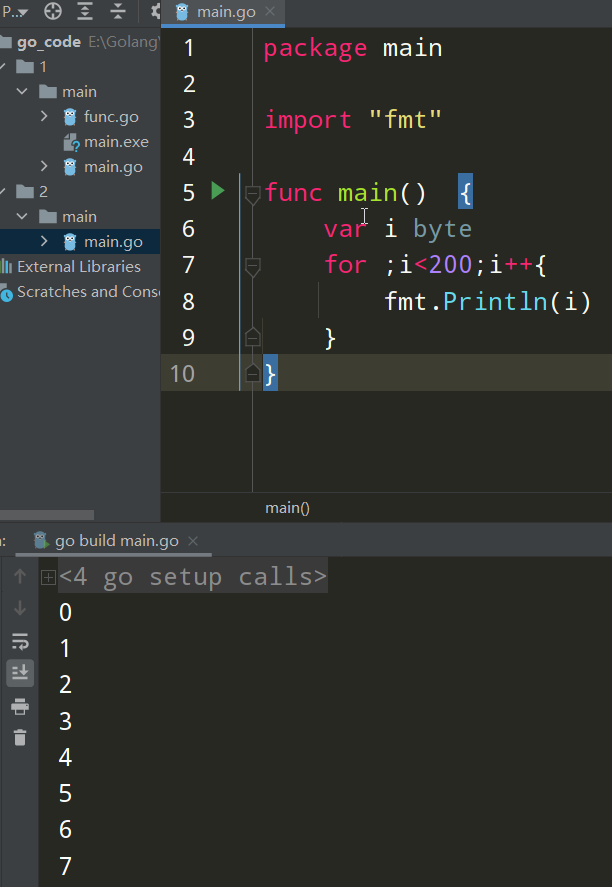 P...
main.go
go_code E:\Golang\
1
main
func.go
main.exe
main.go
2
main
main.go
External Libraries
Scratches and Cons
1 package main
2
3 import "fmt"
4
5 func main() {
6 var i byte
7 for ;i<200;i++{
8 fmt.Println(i)
9 }
10 }
main()
go build main.go
<4 go setup calls>
0
1
2
3
4
5
6
7